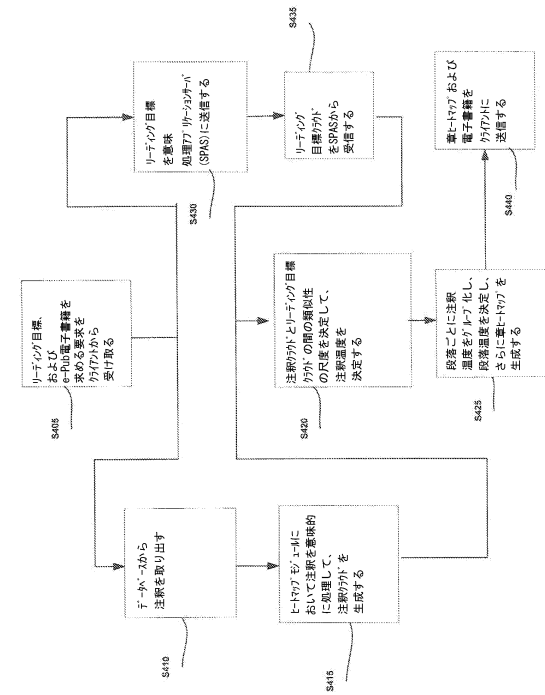 リーディング目標、
および
e-Pub電子書籍を
求める要求を
クライアントから
受け取る
S405
データベースから
注釈を取り出す
S410
ヒートマップモジュールに
おいて注釈を意味的
に処理して、
注釈クラウドを
生成する
S415
リーディング目標
を意味
処理アプリケーションサーバ
(SPAS)に送信する
S430
リーディング
目標クラウド
をSPASから
受信する
S435
注釈クラウドとリーディング目標
クラウドの間の類似性
の尺度を決定して、
注釈温度を
決定する
S420
段落ごとに注釈
温度をグループ化し、
段落温度を決定し、
さらに章ヒートマップを
生成する
S425
章ヒートマップおよび
電子書籍を
クライアントに
送信する
S440